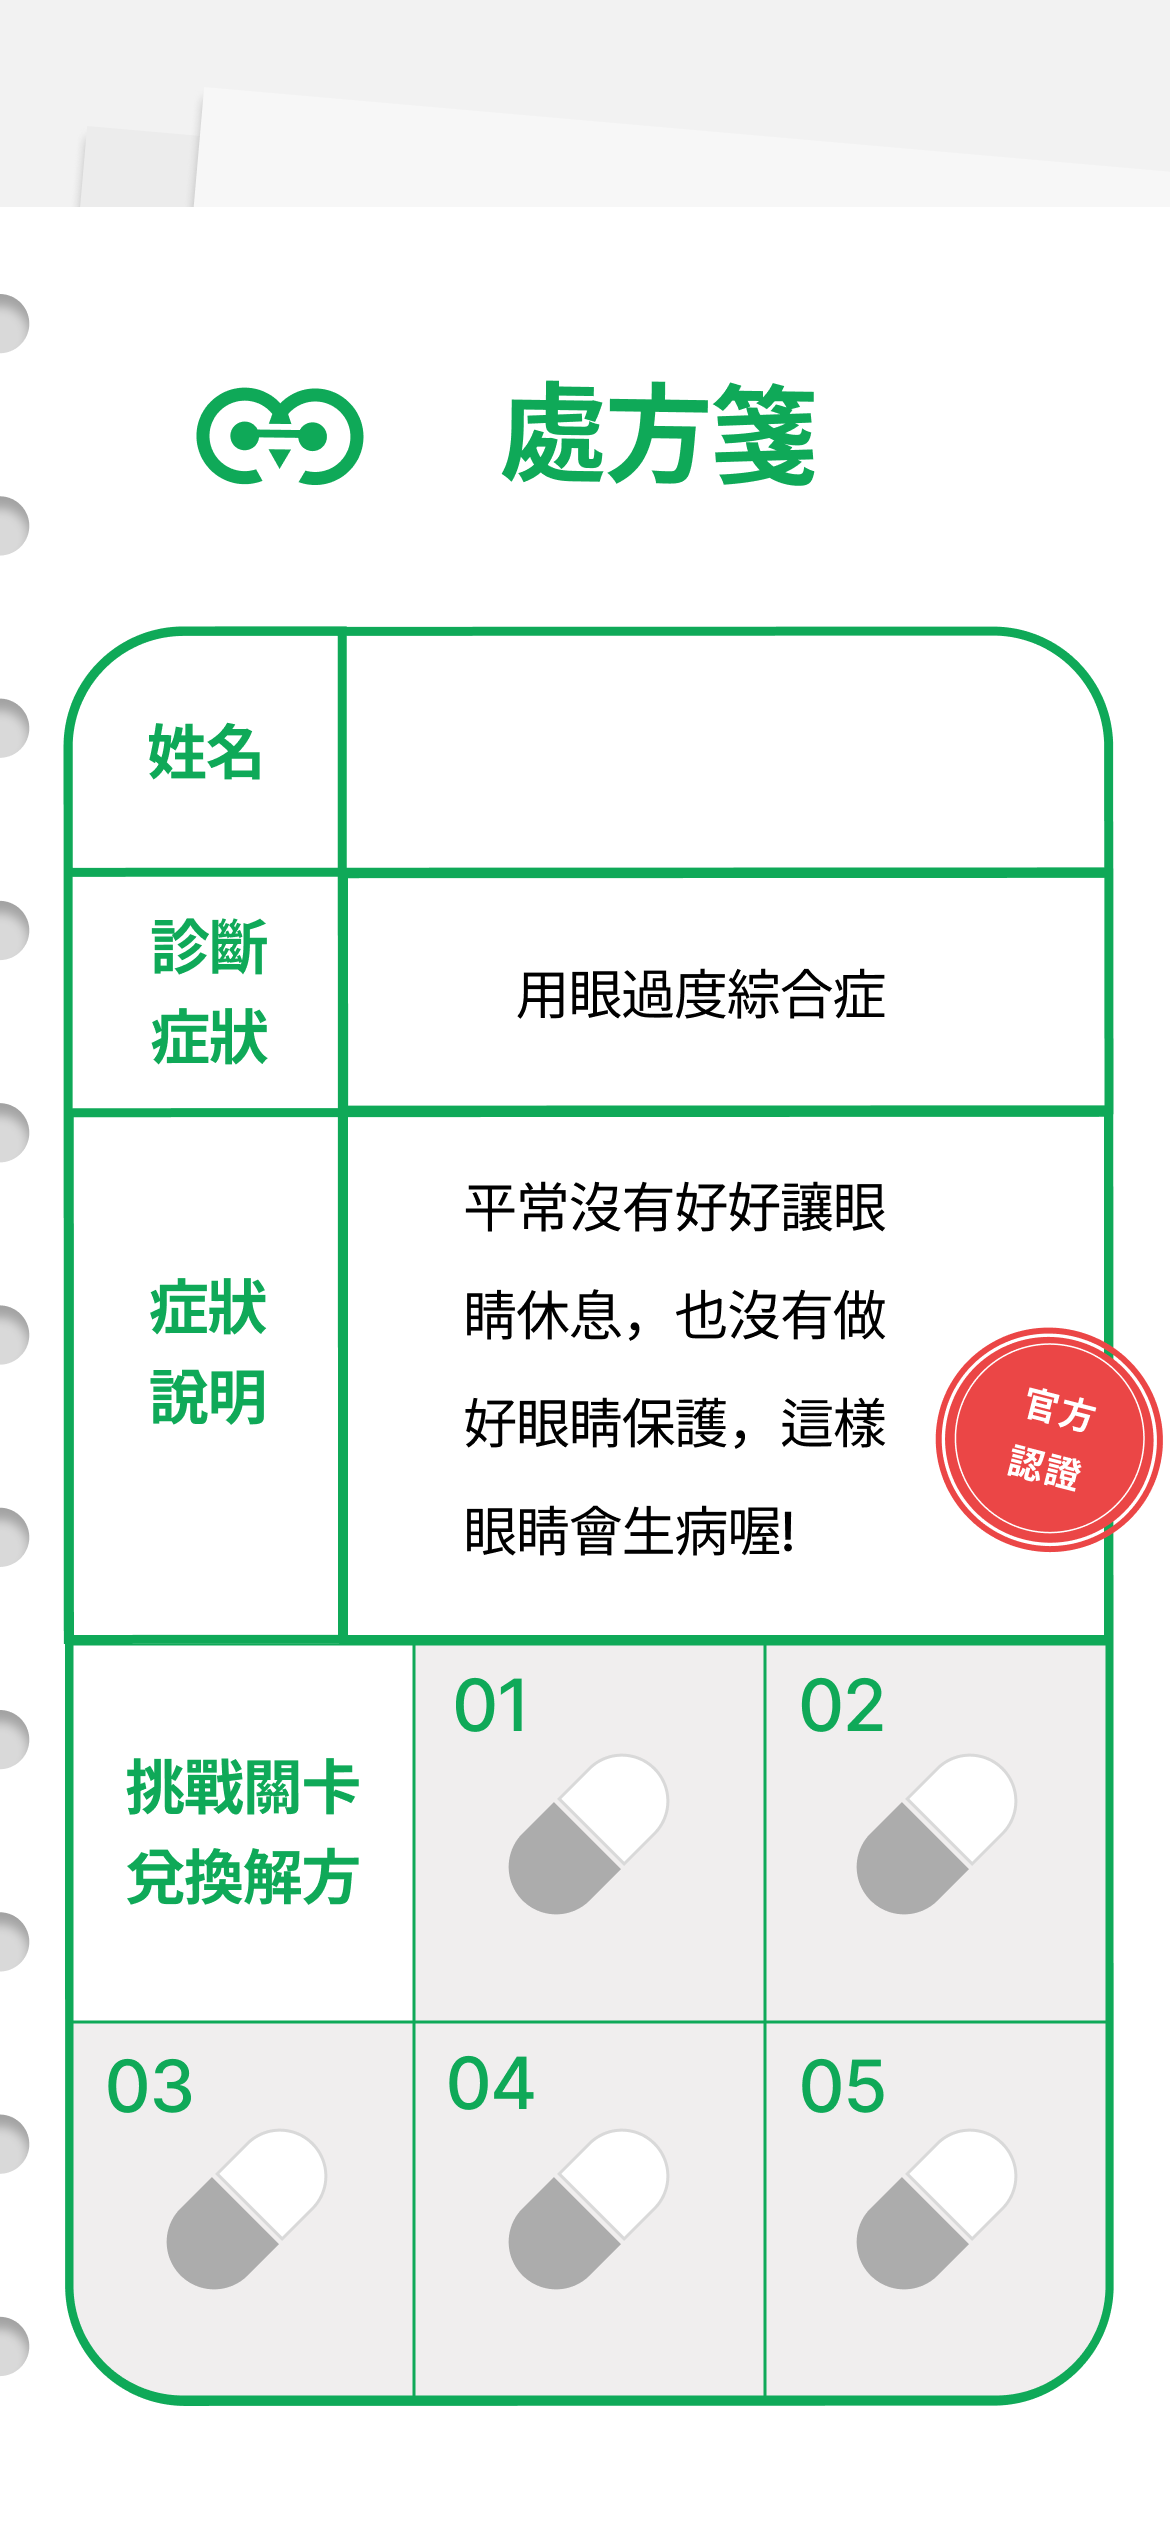 處方箋
姓名
診斷
症狀
用眼過度綜合症
症狀
說明
平常沒有好好讓眼
睛休息，也沒有做
好眼睛保護，這樣
眼睛會生病喔!
官方
認證
挑戰關卡
兌換解方
01
02
03
04
05